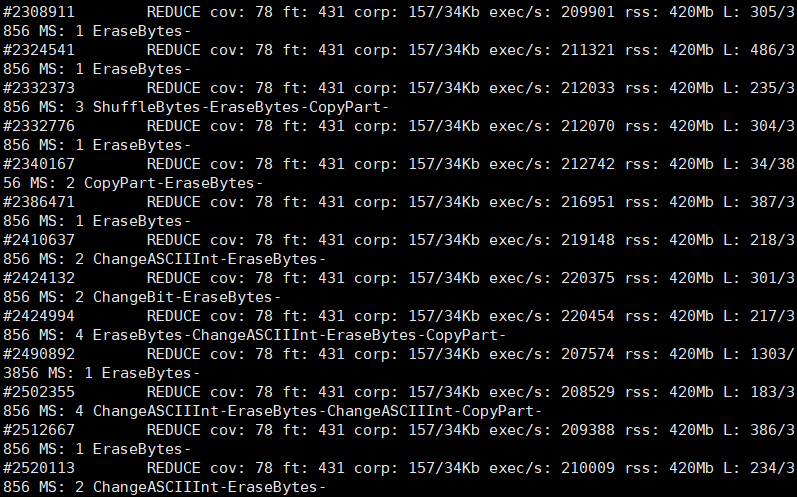 #2308911        REDUCE cov: 78 ft: 431 corp: 157/34Kb exec/s: 209901 rss: 420Mb L: 305/3
856 MS: 1 EraseBytes-
#2324541        REDUCE cov: 78 ft: 431 corp: 157/34Kb exec/s: 211321 rss: 420Mb L: 486/3
856 MS: 1 EraseBytes-
#2332373        REDUCE cov: 78 ft: 431 corp: 157/34Kb exec/s: 212033 rss: 420Mb L: 235/3
856 MS: 3 ShuffleBytes-EraseBytes-CopyPart-
#2332776        REDUCE cov: 78 ft: 431 corp: 157/34Kb exec/s: 212070 rss: 420Mb L: 304/3
856 MS: 1 EraseBytes-
#2340167        REDUCE cov: 78 ft: 431 corp: 157/34Kb exec/s: 212742 rss: 420Mb L: 34/38
56 MS: 2 CopyPart-EraseBytes-
#2386471        REDUCE cov: 78 ft: 431 corp: 157/34Kb exec/s: 216951 rss: 420Mb L: 387/3
856 MS: 1 EraseBytes-
#2410637        REDUCE cov: 78 ft: 431 corp: 157/34Kb exec/s: 219148 rss: 420Mb L: 218/3
856 MS: 2 ChangeASCIIInt-EraseBytes-
#2424132        REDUCE cov: 78 ft: 431 corp: 157/34Kb exec/s: 220375 rss: 420Mb L: 301/3
856 MS: 2 ChangeBit-EraseBytes-
#2424994        REDUCE cov: 78 ft: 431 corp: 157/34Kb exec/s: 220454 rss: 420Mb L: 217/3
856 MS: 4 EraseBytes-ChangeASCIIInt-EraseBytes-CopyPart-
#2490892        REDUCE cov: 78 ft: 431 corp: 157/34Kb exec/s: 207574 rss: 420Mb L: 1303/
3856 MS: 1 EraseBytes-
#2502355        REDUCE cov: 78 ft: 431 corp: 157/34Kb exec/s: 208529 rss: 420Mb L: 183/3
856 MS: 4 ChangeASCIIInt-EraseBytes-ChangeASCIIInt-CopyPart-
#2512667        REDUCE cov: 78 ft: 431 corp: 157/34Kb exec/s: 209388 rss: 420Mb L: 386/3
856 MS: 1 EraseBytes-
#2520113        REDUCE cov: 78 ft: 431 corp: 157/34Kb exec/s: 210009 rss: 420Mb L: 234/3
856 MS: 2 ChangeASCIIInt-EraseBytes-